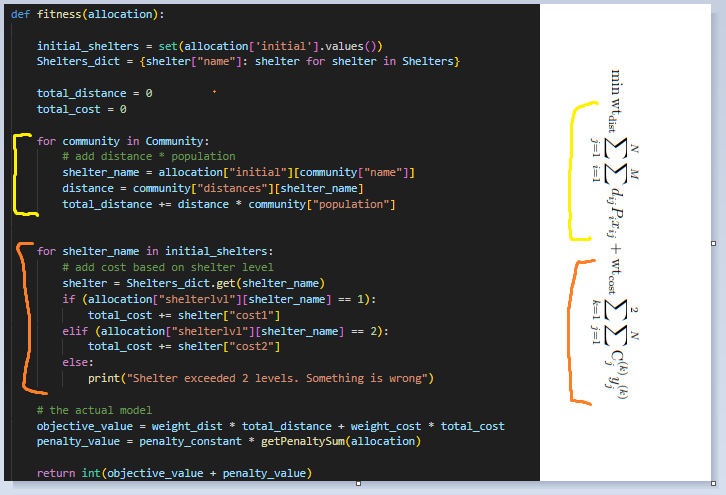 def fitness(allocation):
initial_shelters = set(allocation['initial'].values())
Shelters_dict = {shelter["name"]: shelter for shelter in Shelters}
total_distance = 0
total_cost = 0
for community in Community:
# add distance * population
shelter_name = allocation["initial"][community["name"]]
distance = community["distances"][shelter_name]
total_distance += distance * community["population"]
for shelter_name in initial_shelters:
# add cost based on shelter level
shelter = Shelters_dict.get(shelter_name)
if (allocation["shelterlvl"][shelter_name] == 1):
total_cost += shelter["cost1"]
elif (allocation["shelterlvl"][shelter_name] == 2):
total_cost += shelter["cost2"]
else:
print("Shelter exceeded 2 levels. Something is wrong")
# the actual model
objective_value = weight_dist * total_distance + weight_cost * total_cost
penalty_value = penalty_constant * getPenaltySum(allocation)
return int(objective_value + penalty_value)
min wt_dist ∑_{j=1}^{N} ∑_{i=1}^{M} d_{ij} P_i x_{ij} + wt_cost ∑_{k=1}^{2} ∑_{j=1}^{N} C_j^{(k)} y_j^{(k)}